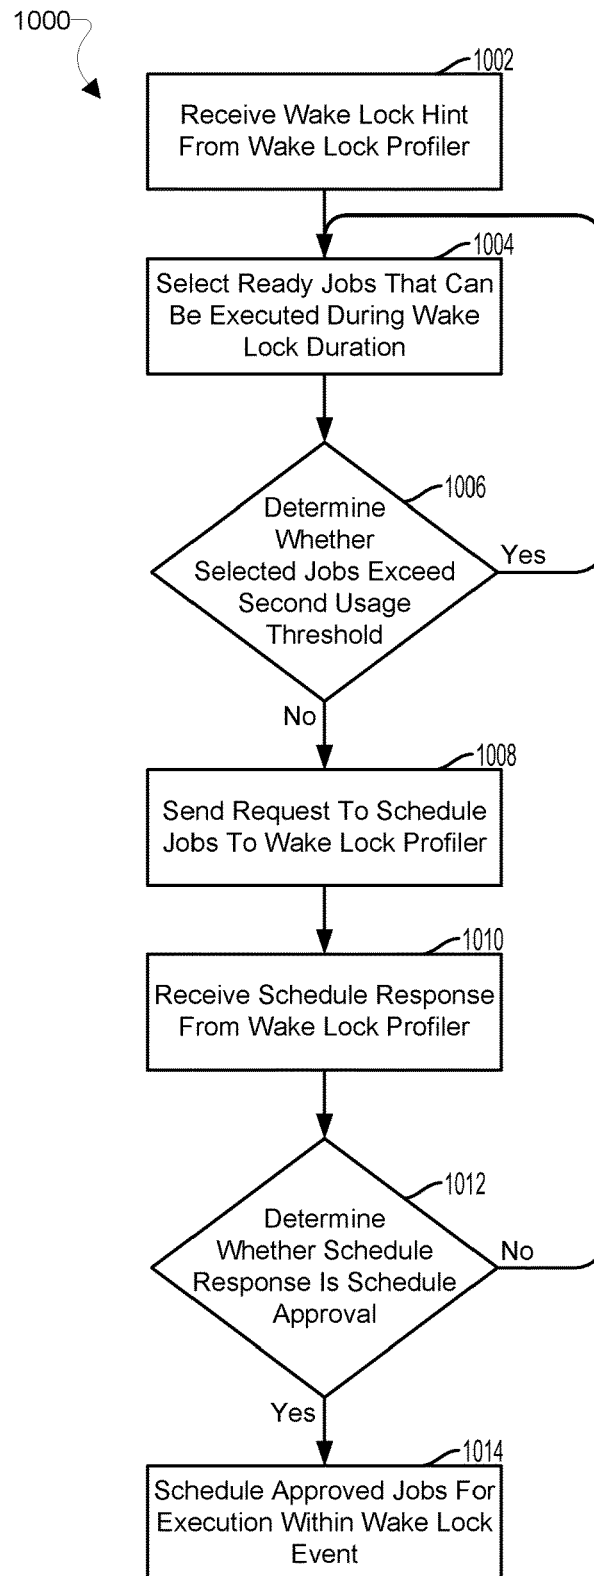 1000
1002
Receive Wake Lock Hint
From Wake Lock Profiler
1004
Select Ready Jobs That Can
Be Executed During Wake
Lock Duration
1006
Determine
Whether
Selected Jobs Exceed
Second Usage
Threshold
Yes
No
1008
Send Request To Schedule
Jobs To Wake Lock Profiler
1010
Receive Schedule Response
From Wake Lock Profiler
1012
Determine
Whether Schedule
Response Is Schedule
Approval
No
Yes
1014
Schedule Approved Jobs For
Execution Within Wake Lock
Event